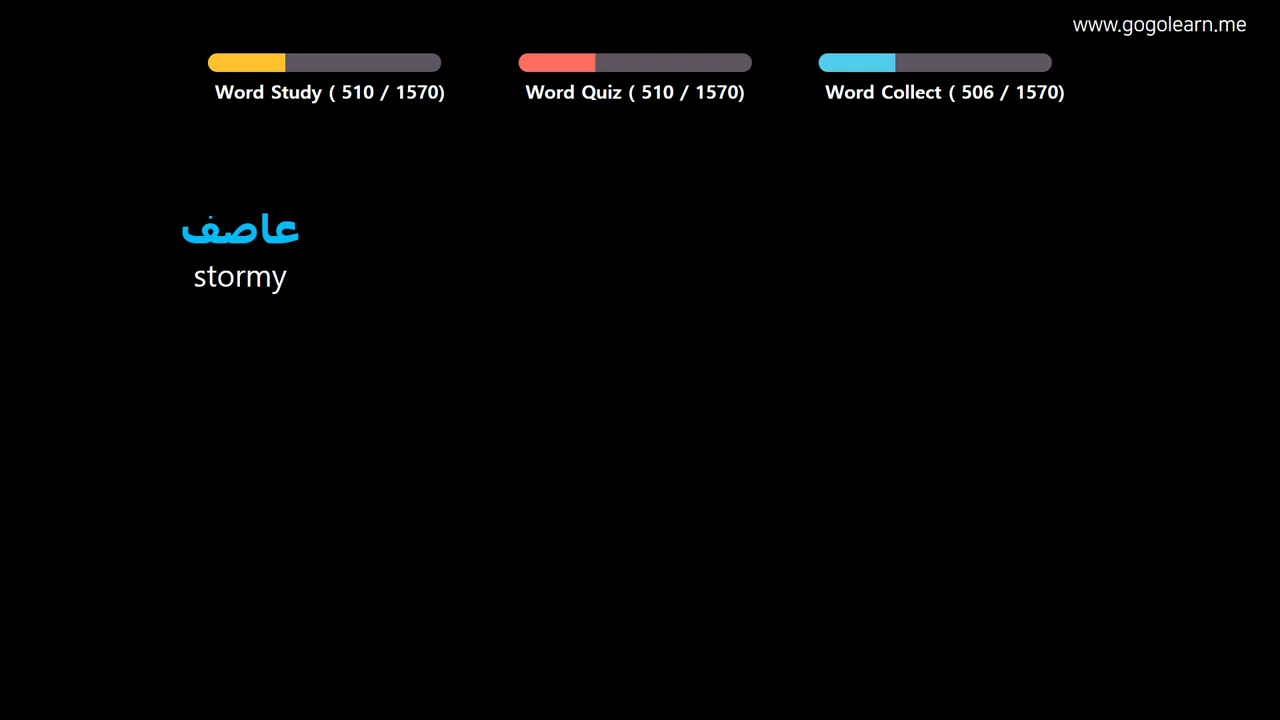 www.gogolearn.me
Word Study ( 510 / 1570)
Word Quiz ( 510 / 1570)
Word Collect ( 506 / 1570)
عاصف
stormy